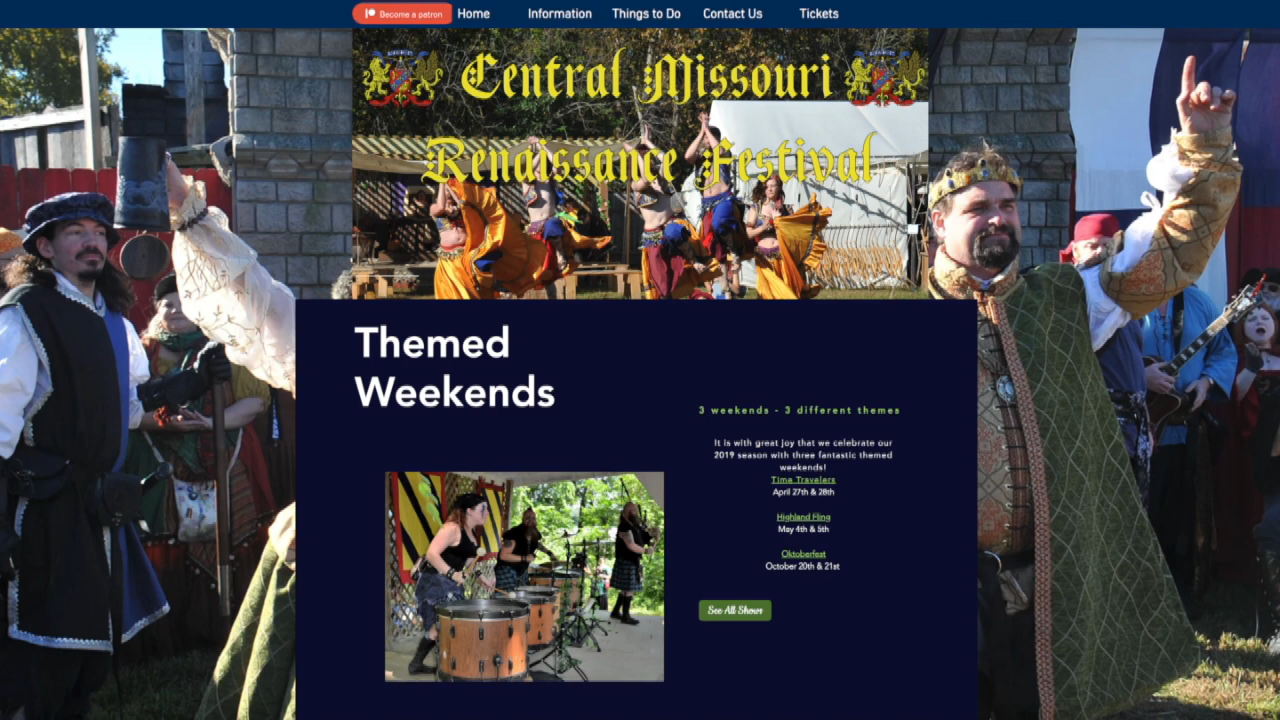 Become a patron
Home
Information
Things to Do
Contact Us
Tickets
Central Missouri
Renaissance Festival
Themed
Weekends
3 weekends - 3 different themes
It is with great joy that we celebrate our
2019 season with three fantastic themed
weekends!
Time Travelers
April 27th & 28th
Highland Fling
May 4th & 5th
Oktoberfest
October 20th & 21st
See All Shows